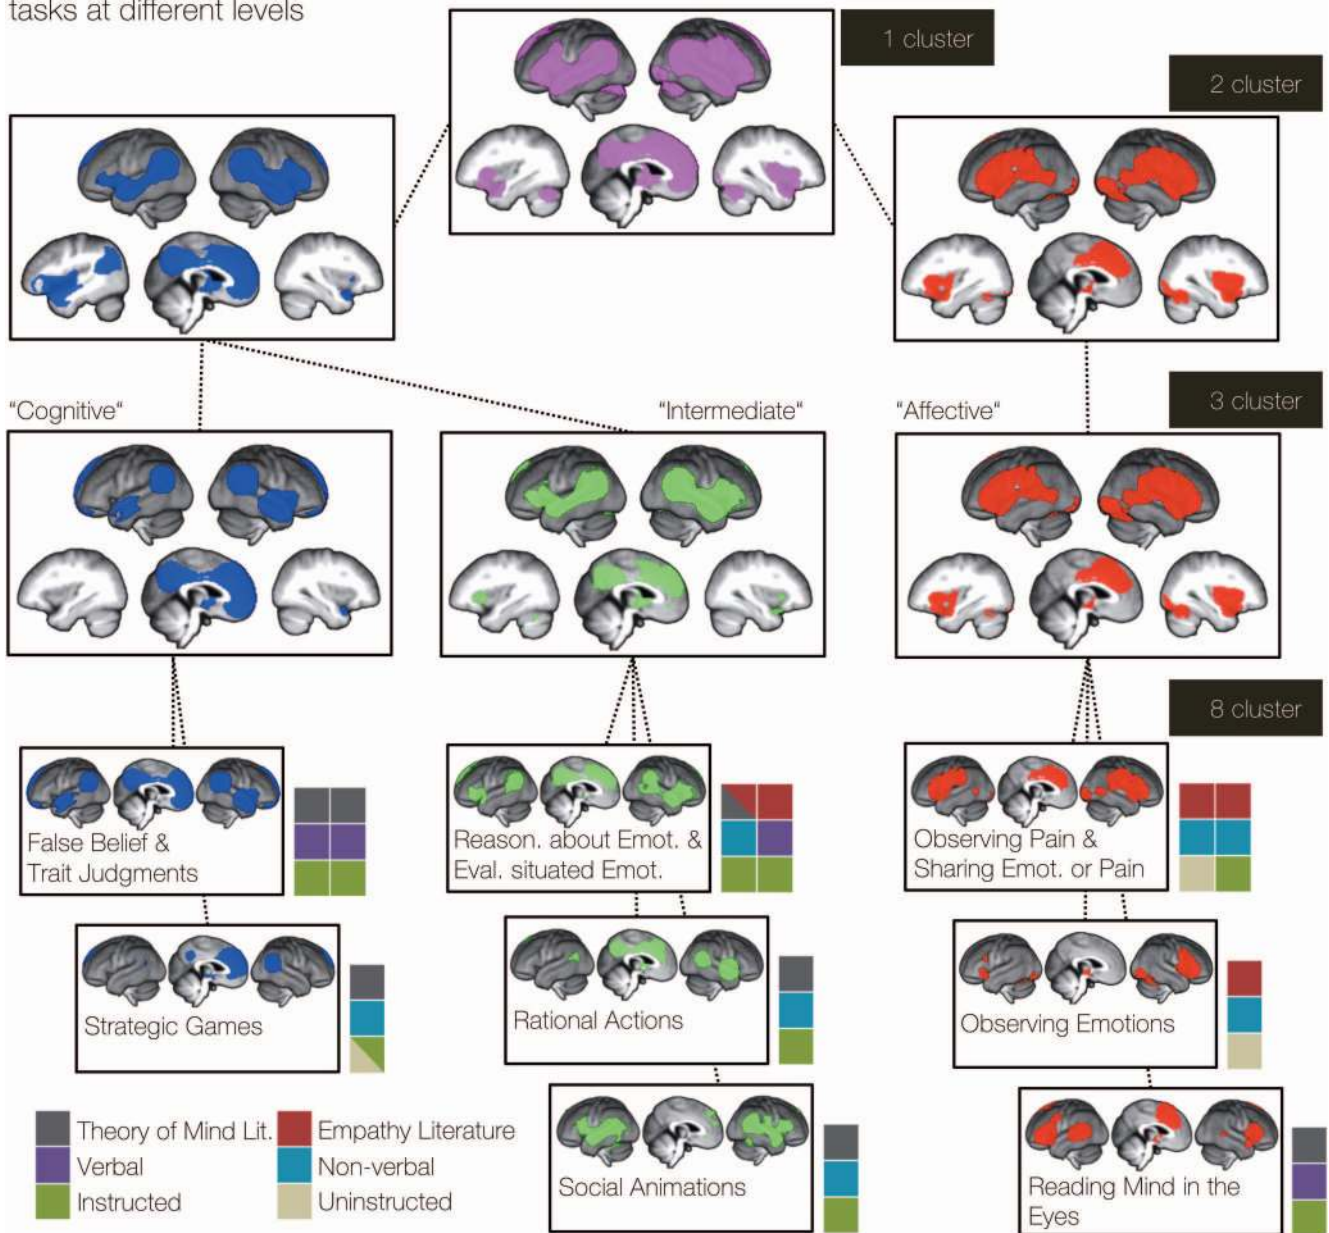 tasks at different levels
1 cluster
2 cluster
3 cluster
"Cognitive"
"Intermediate"
"Affective"
8 cluster
False Belief &
Trait Judgments
Reason. about Emot. &
Eval. situated Emot.
Observing Pain &
Sharing Emot. or Pain
Strategic Games
Rational Actions
Observing Emotions
Social Animations
Reading Mind in the
Eyes
Theory of Mind Lit.
Verbal
Instructed
Empathy Literature
Non-verbal
Uninstructed